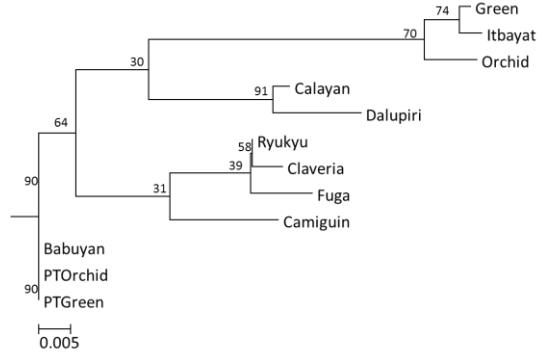 74 Green
Itbayat
70
Orchid
30
91 Calayan
Dalupiri
64
58 Ryukyu
39 Claveria
Fuga
31
Camiguin
90
Babuyan
PTOrchid
90 PTGreen
0.005